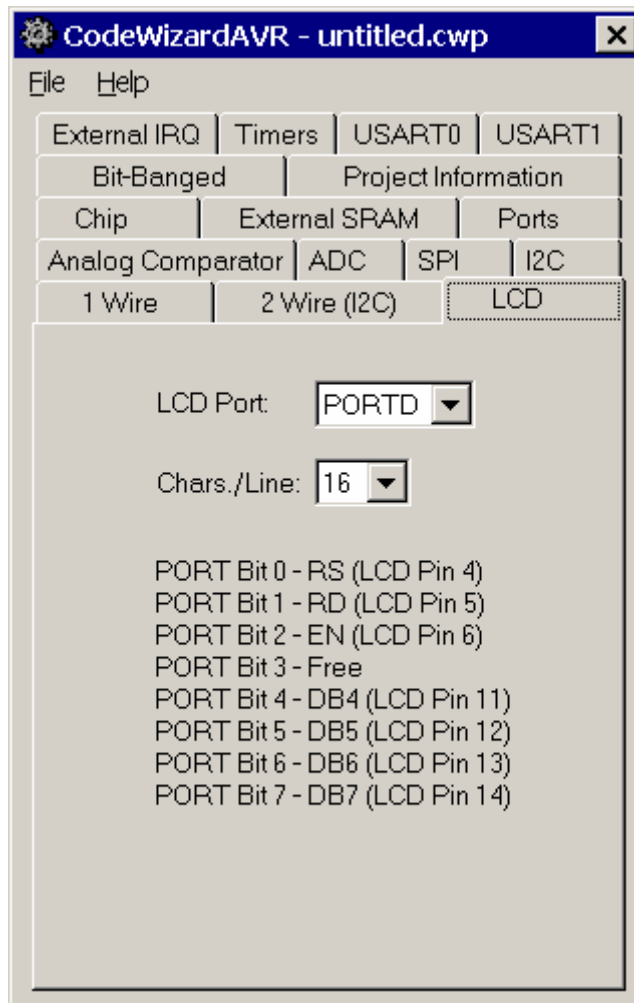 CodeWizardAVR - untitled.cwp
File Help
External IRQ Timers USART0 USART1
Bit-Banged Project Information
Chip External SRAM Ports
Analog Comparator ADC SPI I2C
1 Wire 2 Wire (I2C) LCD
LCD Port: PORTD
Chars./Line: 16
PORT Bit 0 - RS (LCD Pin 4)
PORT Bit 1 - RD (LCD Pin 5)
PORT Bit 2 - EN (LCD Pin 6)
PORT Bit 3 - Free
PORT Bit 4 - DB4 (LCD Pin 11)
PORT Bit 5 - DB5 (LCD Pin 12)
PORT Bit 6 - DB6 (LCD Pin 13)
PORT Bit 7 - DB7 (LCD Pin 14)